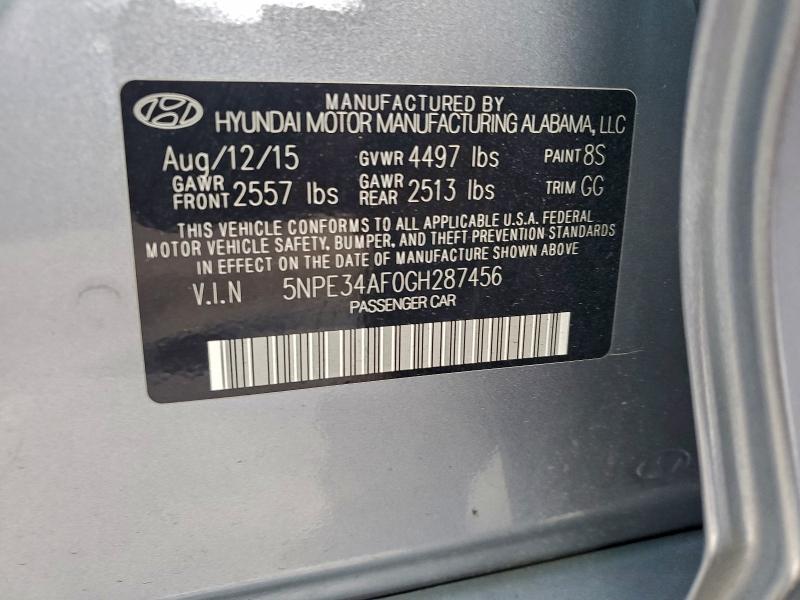 MANUFACTURED BY
HYUNDAI MOTOR MANUFACTURING ALABAMA, LLC
Aug/12/15 GVWR 4497 lbs PAINT 8S
GAWR FRONT 2557 lbs GAWR REAR 2513 lbs TRIM GG
THIS VEHICLE CONFORMS TO ALL APPLICABLE U.S.A. FEDERAL
MOTOR VEHICLE SAFETY, BUMPER, AND THEFT PREVENTION STANDARDS
IN EFFECT ON THE DATE OF MANUFACTURE SHOWN ABOVE
V.I.N 5NPE34AF0GH287456
PASSENGER CAR